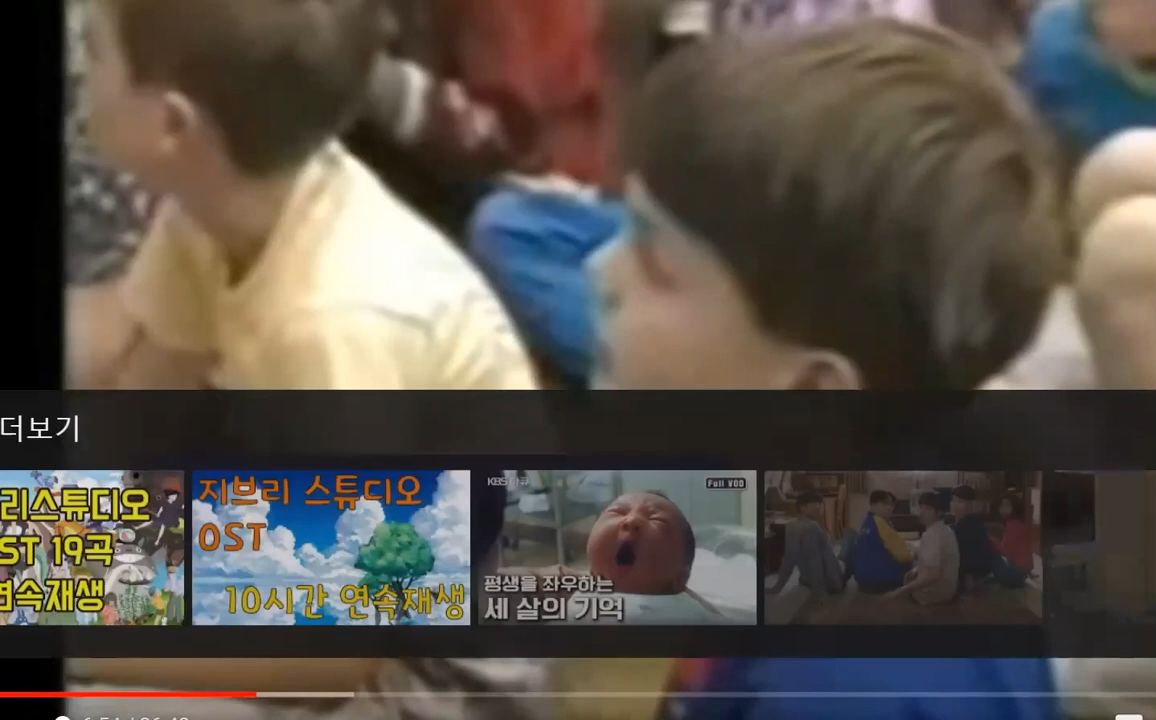 더보기
리스튜디오
ST 19곡
연속재생
지브리 스튜디오
OST
10시간 연속재생
Full VOD
평생을 좌우하는
세 살의 기억